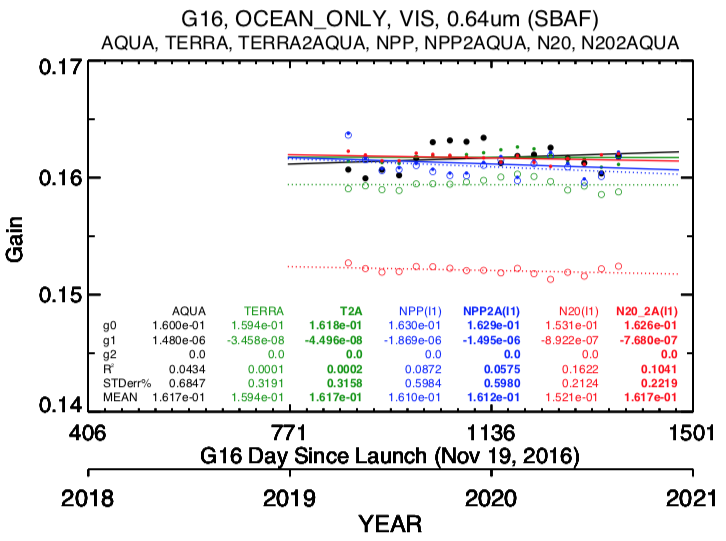 G16, OCEAN_ONLY, VIS, 0.64um (SBAF)
AQUA, TERRA, TERRA2AQUA, NPP, NPP2AQUA, N20, N202AQUA
0.17
0.16
0.15
0.14
Gain
AQUA TERRA T2A NPP(I1) NPP2A(I1) N20(I1) N20_2A(I1)
g0 1.600e-01 1.594e-01 1.618e-01 1.630e-01 1.629e-01 1.531e-01 1.626e-01
g1 1.480e-06 -3.458e-08 -4.496e-08 -1.869e-06 -1.495e-06 -8.922e-07 -7.680e-07
g2 0.0 0.0 0.0 0.0 0.0 0.0 0.0
R² 0.0434 0.0001 0.0002 0.0872 0.0575 0.1622 0.1041
STDerr% 0.6847 0.3191 0.3158 0.5984 0.5980 0.2124 0.2219
MEAN 1.617e-01 1.594e-01 1.617e-01 1.610e-01 1.612e-01 1.521e-01 1.617e-01
406 771 1136 1501
G16 Day Since Launch (Nov 19, 2016)
2018 2019 2020 2021
YEAR